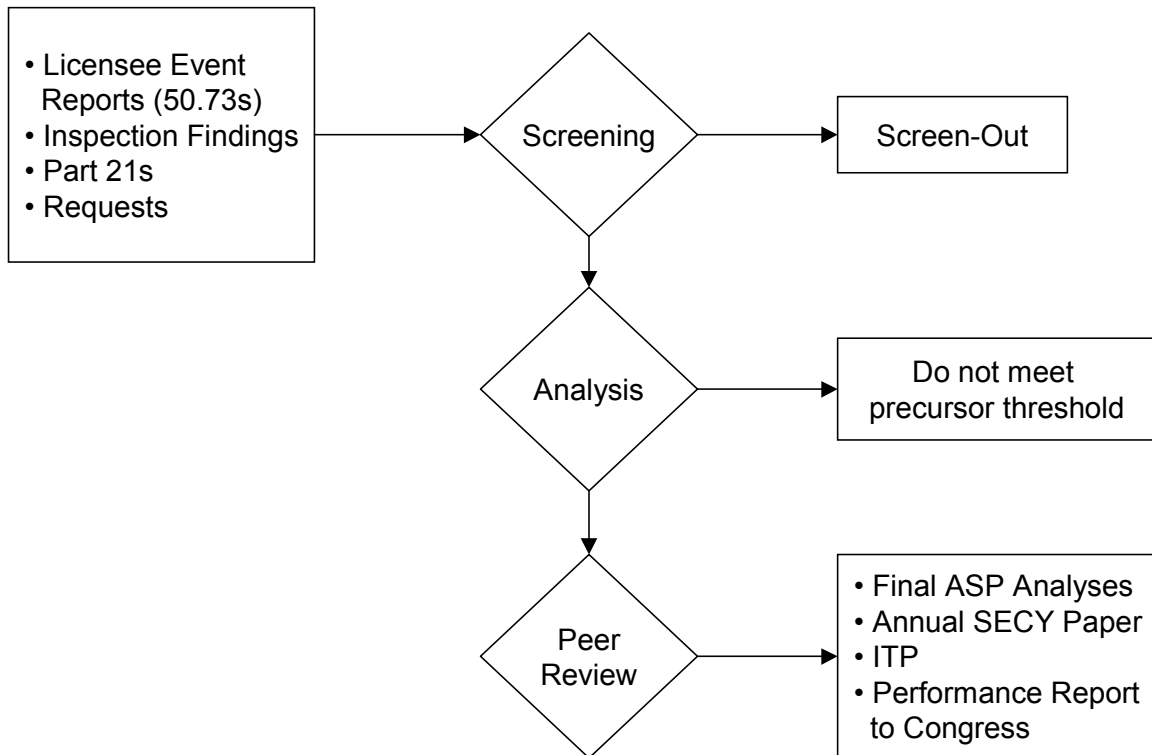 • Licensee Event
Reports (50.73s)
• Inspection Findings
• Part 21s
• Requests
Screening
Screen-Out
Analysis
Do not meet
precursor threshold
Peer
Review
• Final ASP Analyses
• Annual SECY Paper
• ITP
• Performance Report
to Congress